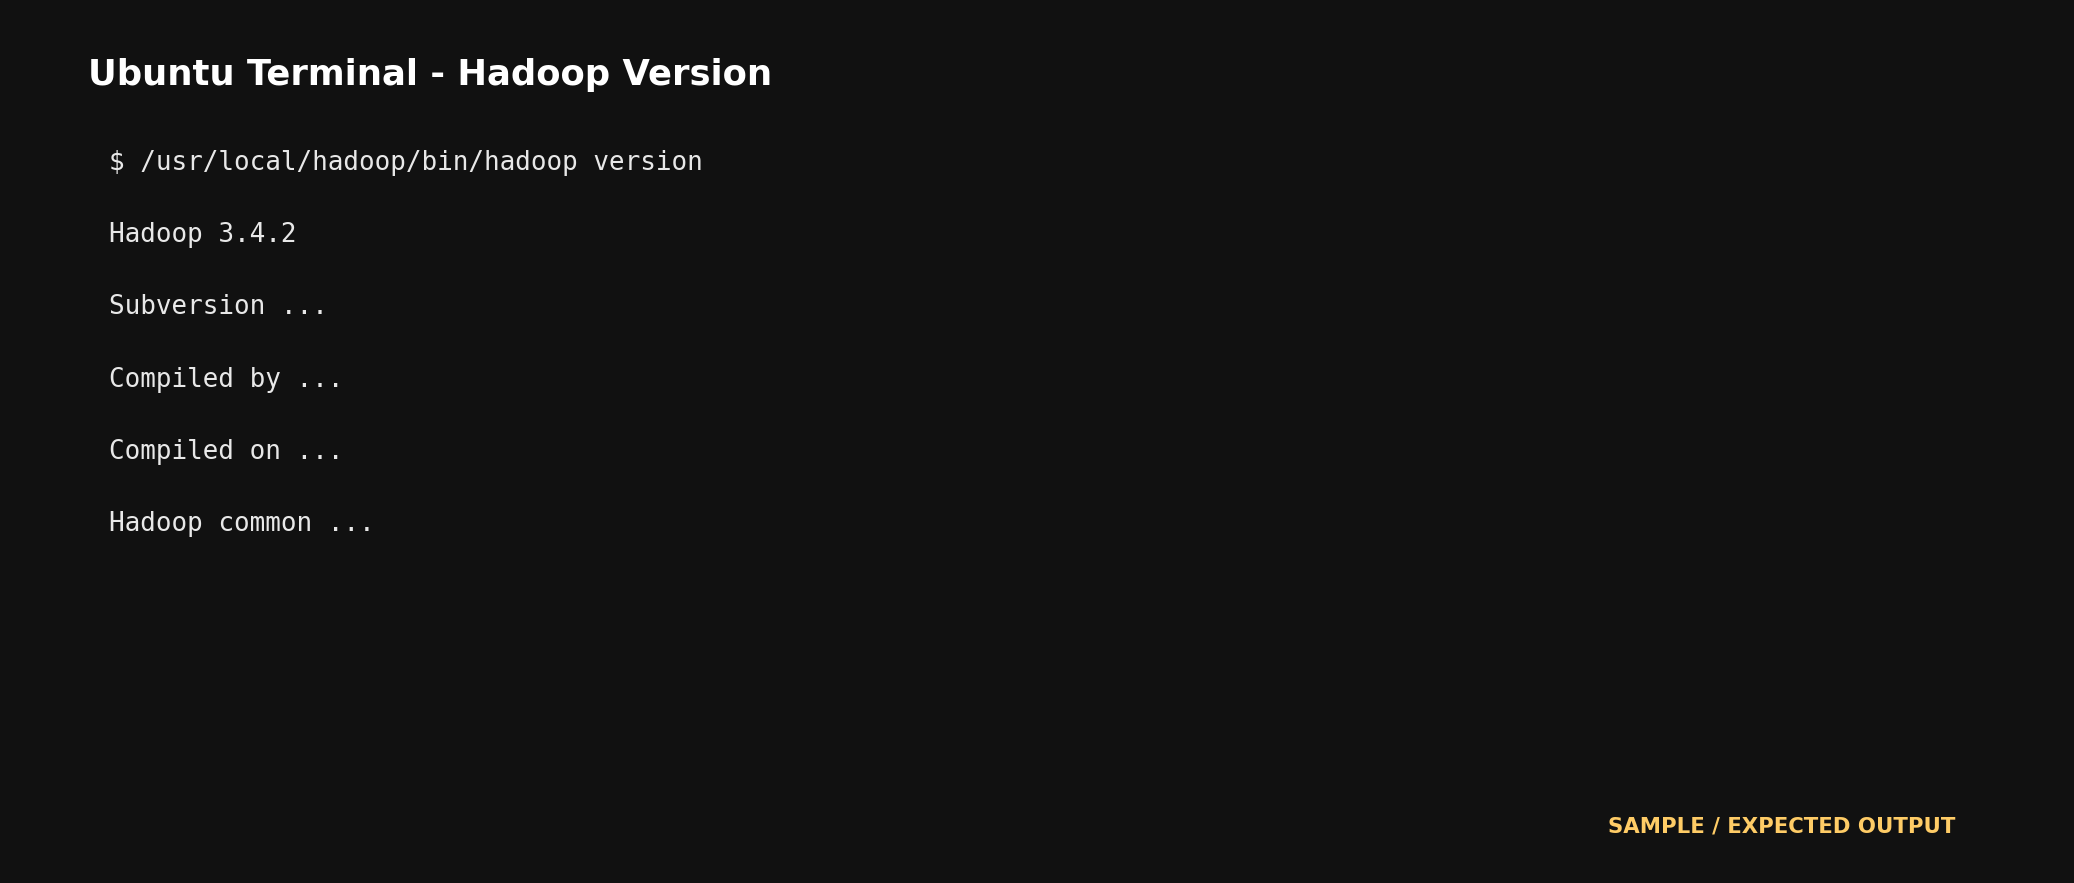 Ubuntu Terminal - Hadoop Version
$ /usr/local/hadoop/bin/hadoop version
Hadoop 3.4.2
Subversion ...
Compiled by ...
Compiled on ...
Hadoop common ...
SAMPLE / EXPECTED OUTPUT